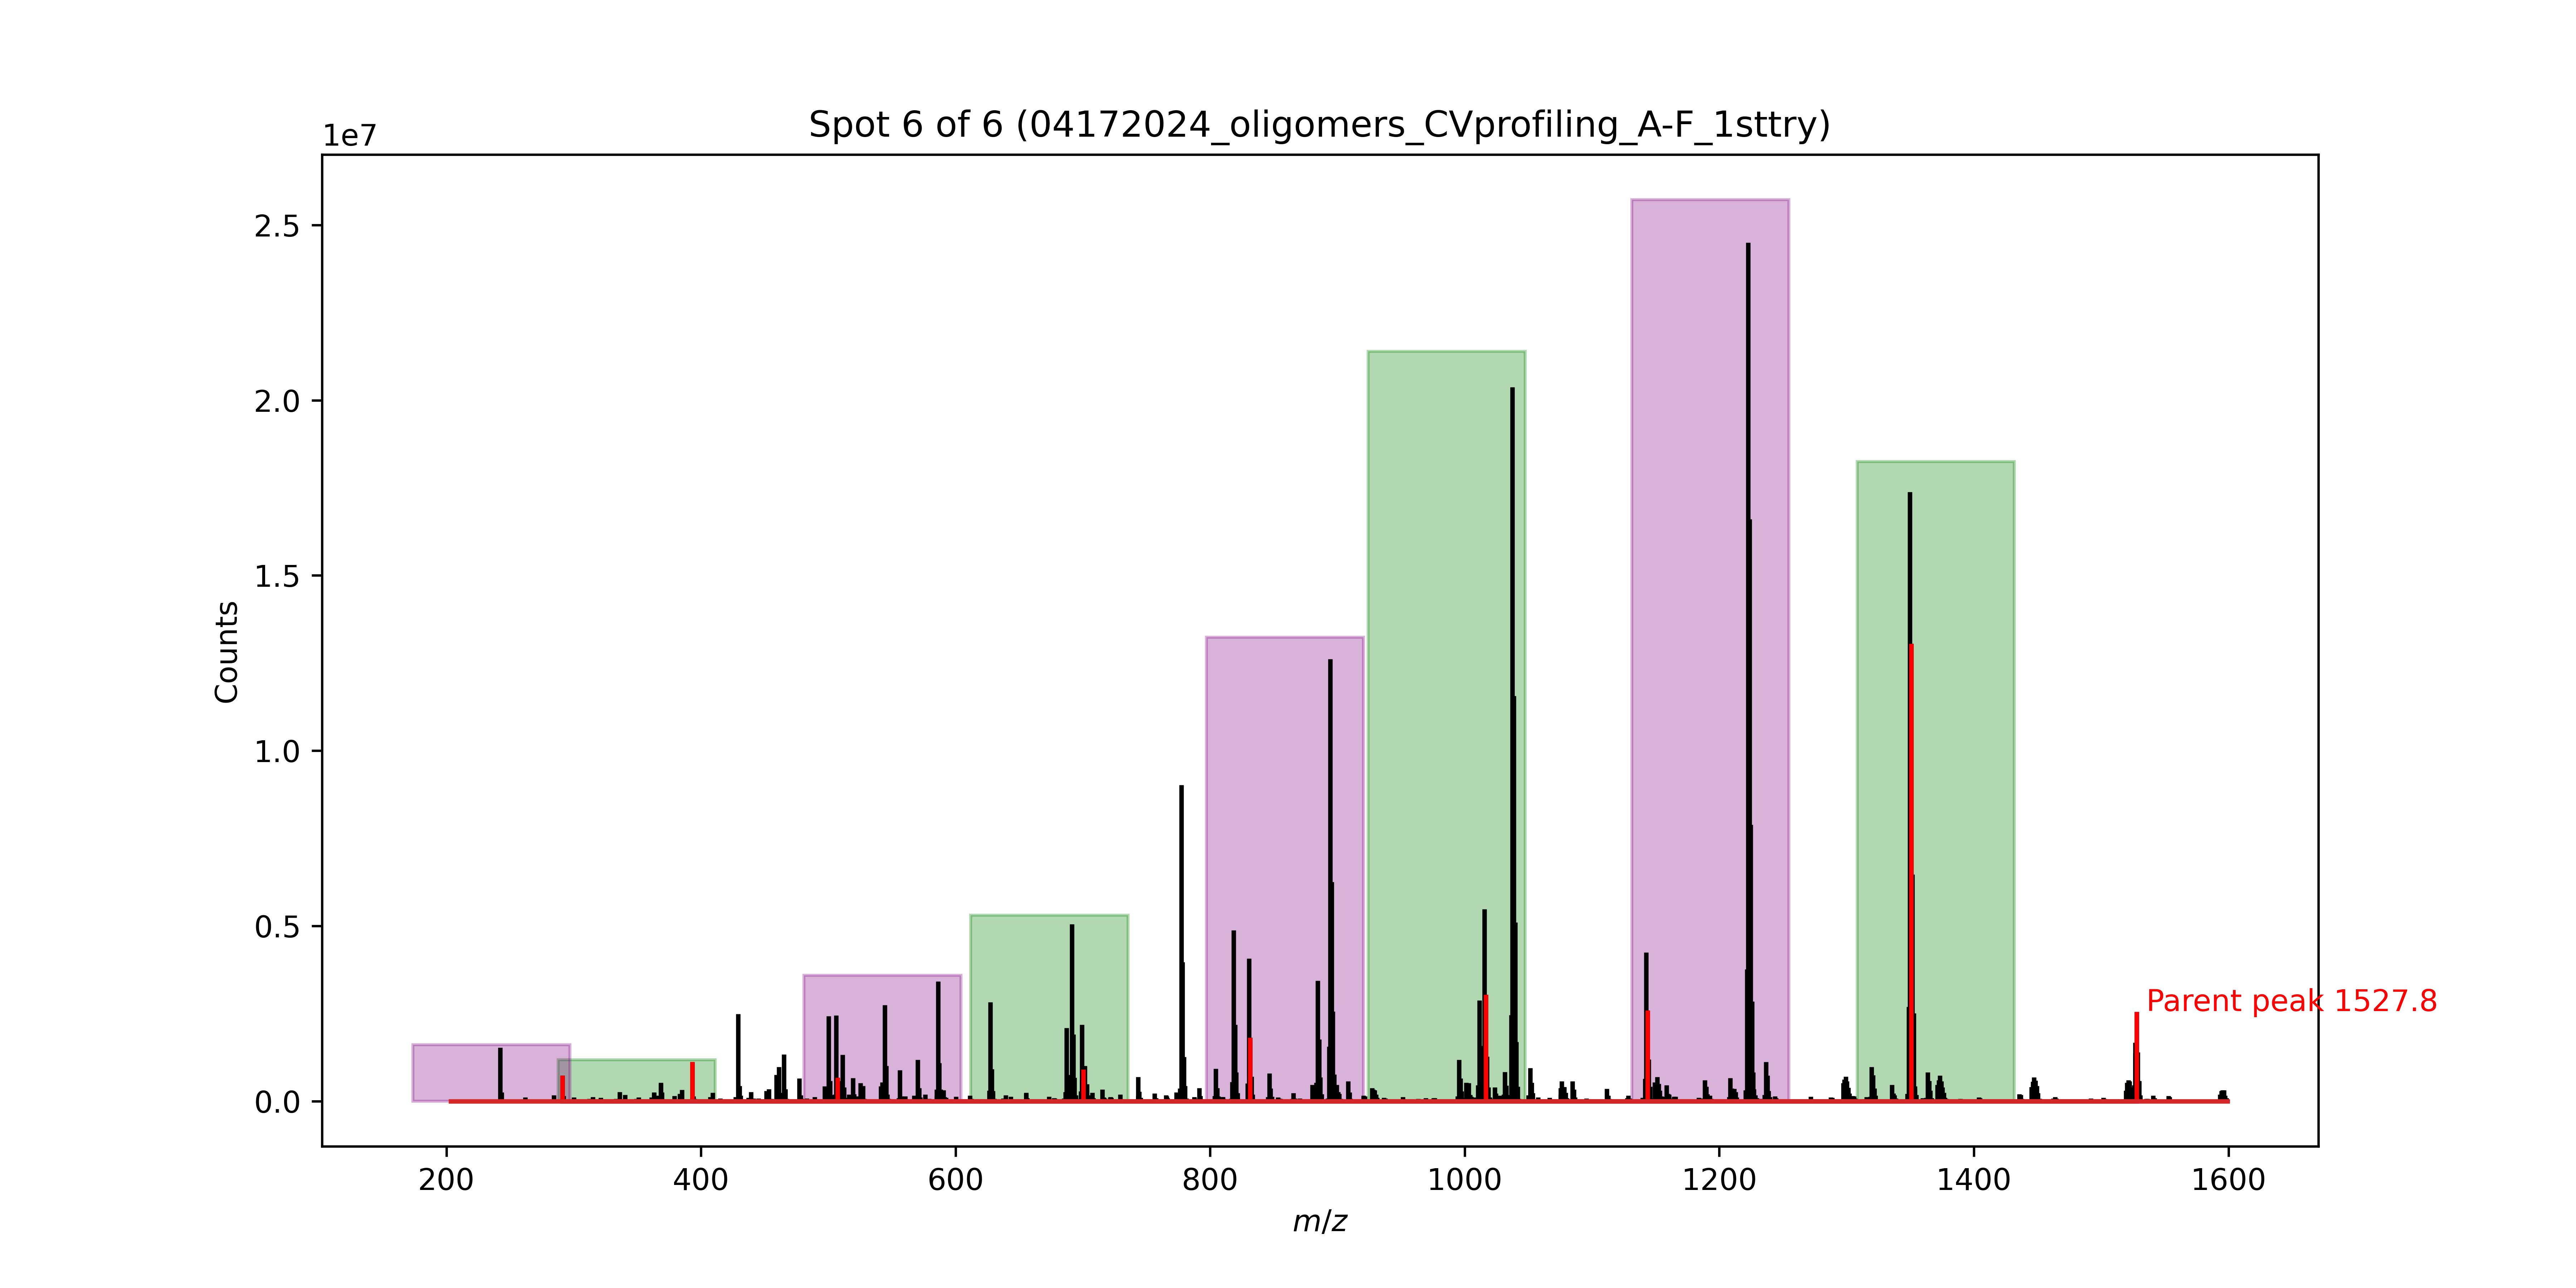 Spot 6 of 6 (04172024_oligomers_CVprofiling_A-F_1sttry)
1e7
2.5
2.0
1.5
1.0
0.5
0.0
Counts
Parent peak 1527.8
200 400 600 800 1000 1200 1400 1600
m/z